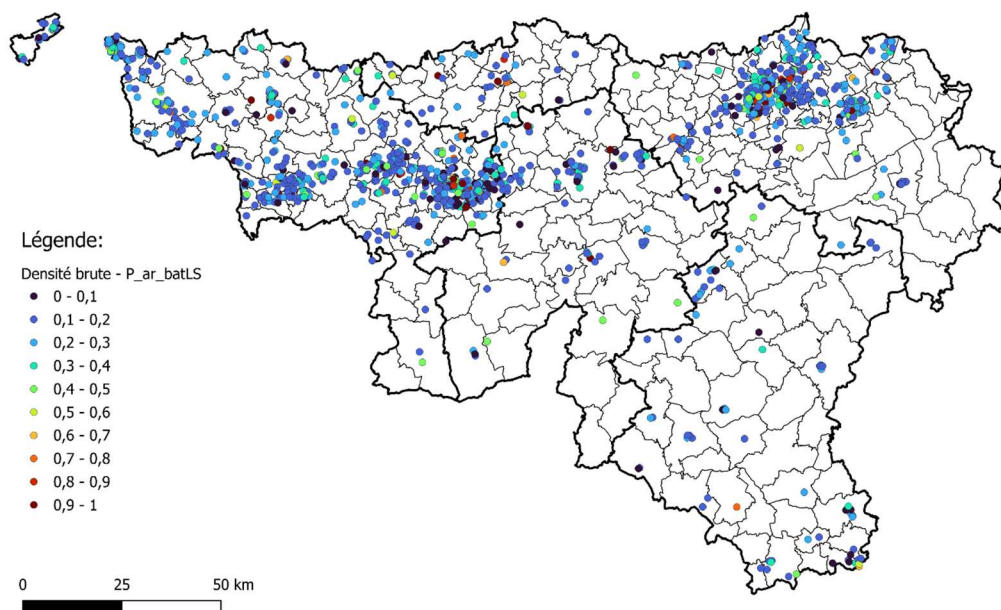 Légende:
Densité brute - P_ar_batLS
0 - 0,1
0,1 - 0,2
0,2 - 0,3
0,3 - 0,4
0,4 - 0,5
0,5 - 0,6
0,6 - 0,7
0,7 - 0,8
0,8 - 0,9
0,9 - 1
0 25 50 km